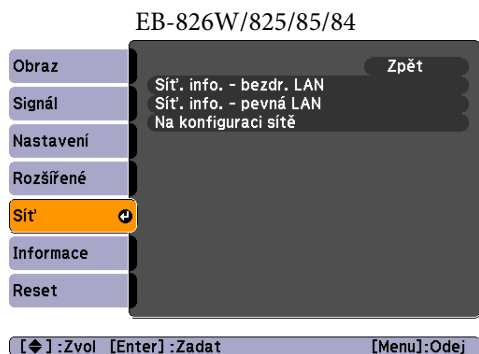 EB-826W/825/85/84
Obraz
Signál
Nastavení
Rozšířené
Síť
Informace
Reset
Zpět
Síť. info. - bezdr. LAN
Síť. info. - pevná LAN
Na konfiguraci sítě
[◆] :Zvol [Enter] :Zadat [Menu]:Odej